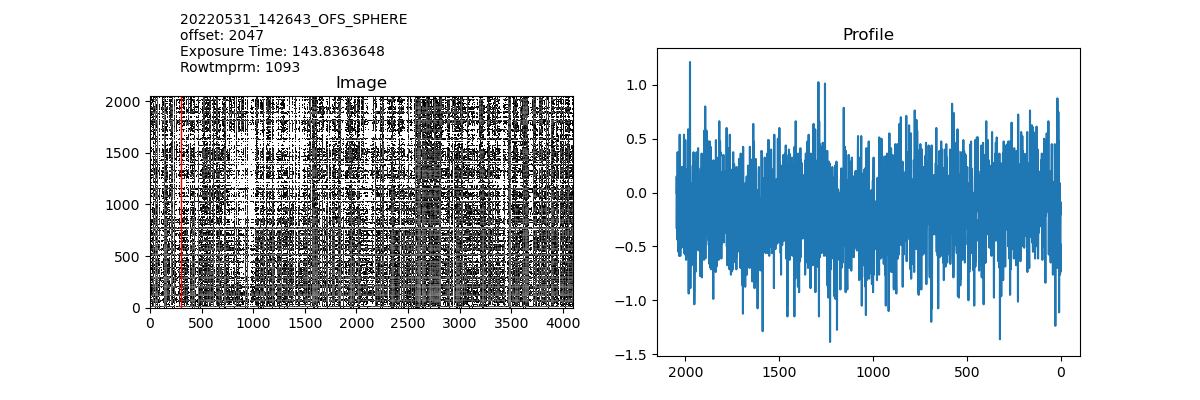 20220531_142643_OFS_SPHERE
offset: 2047
Exposure Time: 143.8363648
Rowtmprm: 1093
Image
2000
1500
1000
500
0
0 500 1000 1500 2000 2500 3000 3500 4000
Profile
1.0
0.5
0.0
−0.5
−1.0
−1.5
2000 1500 1000 500 0